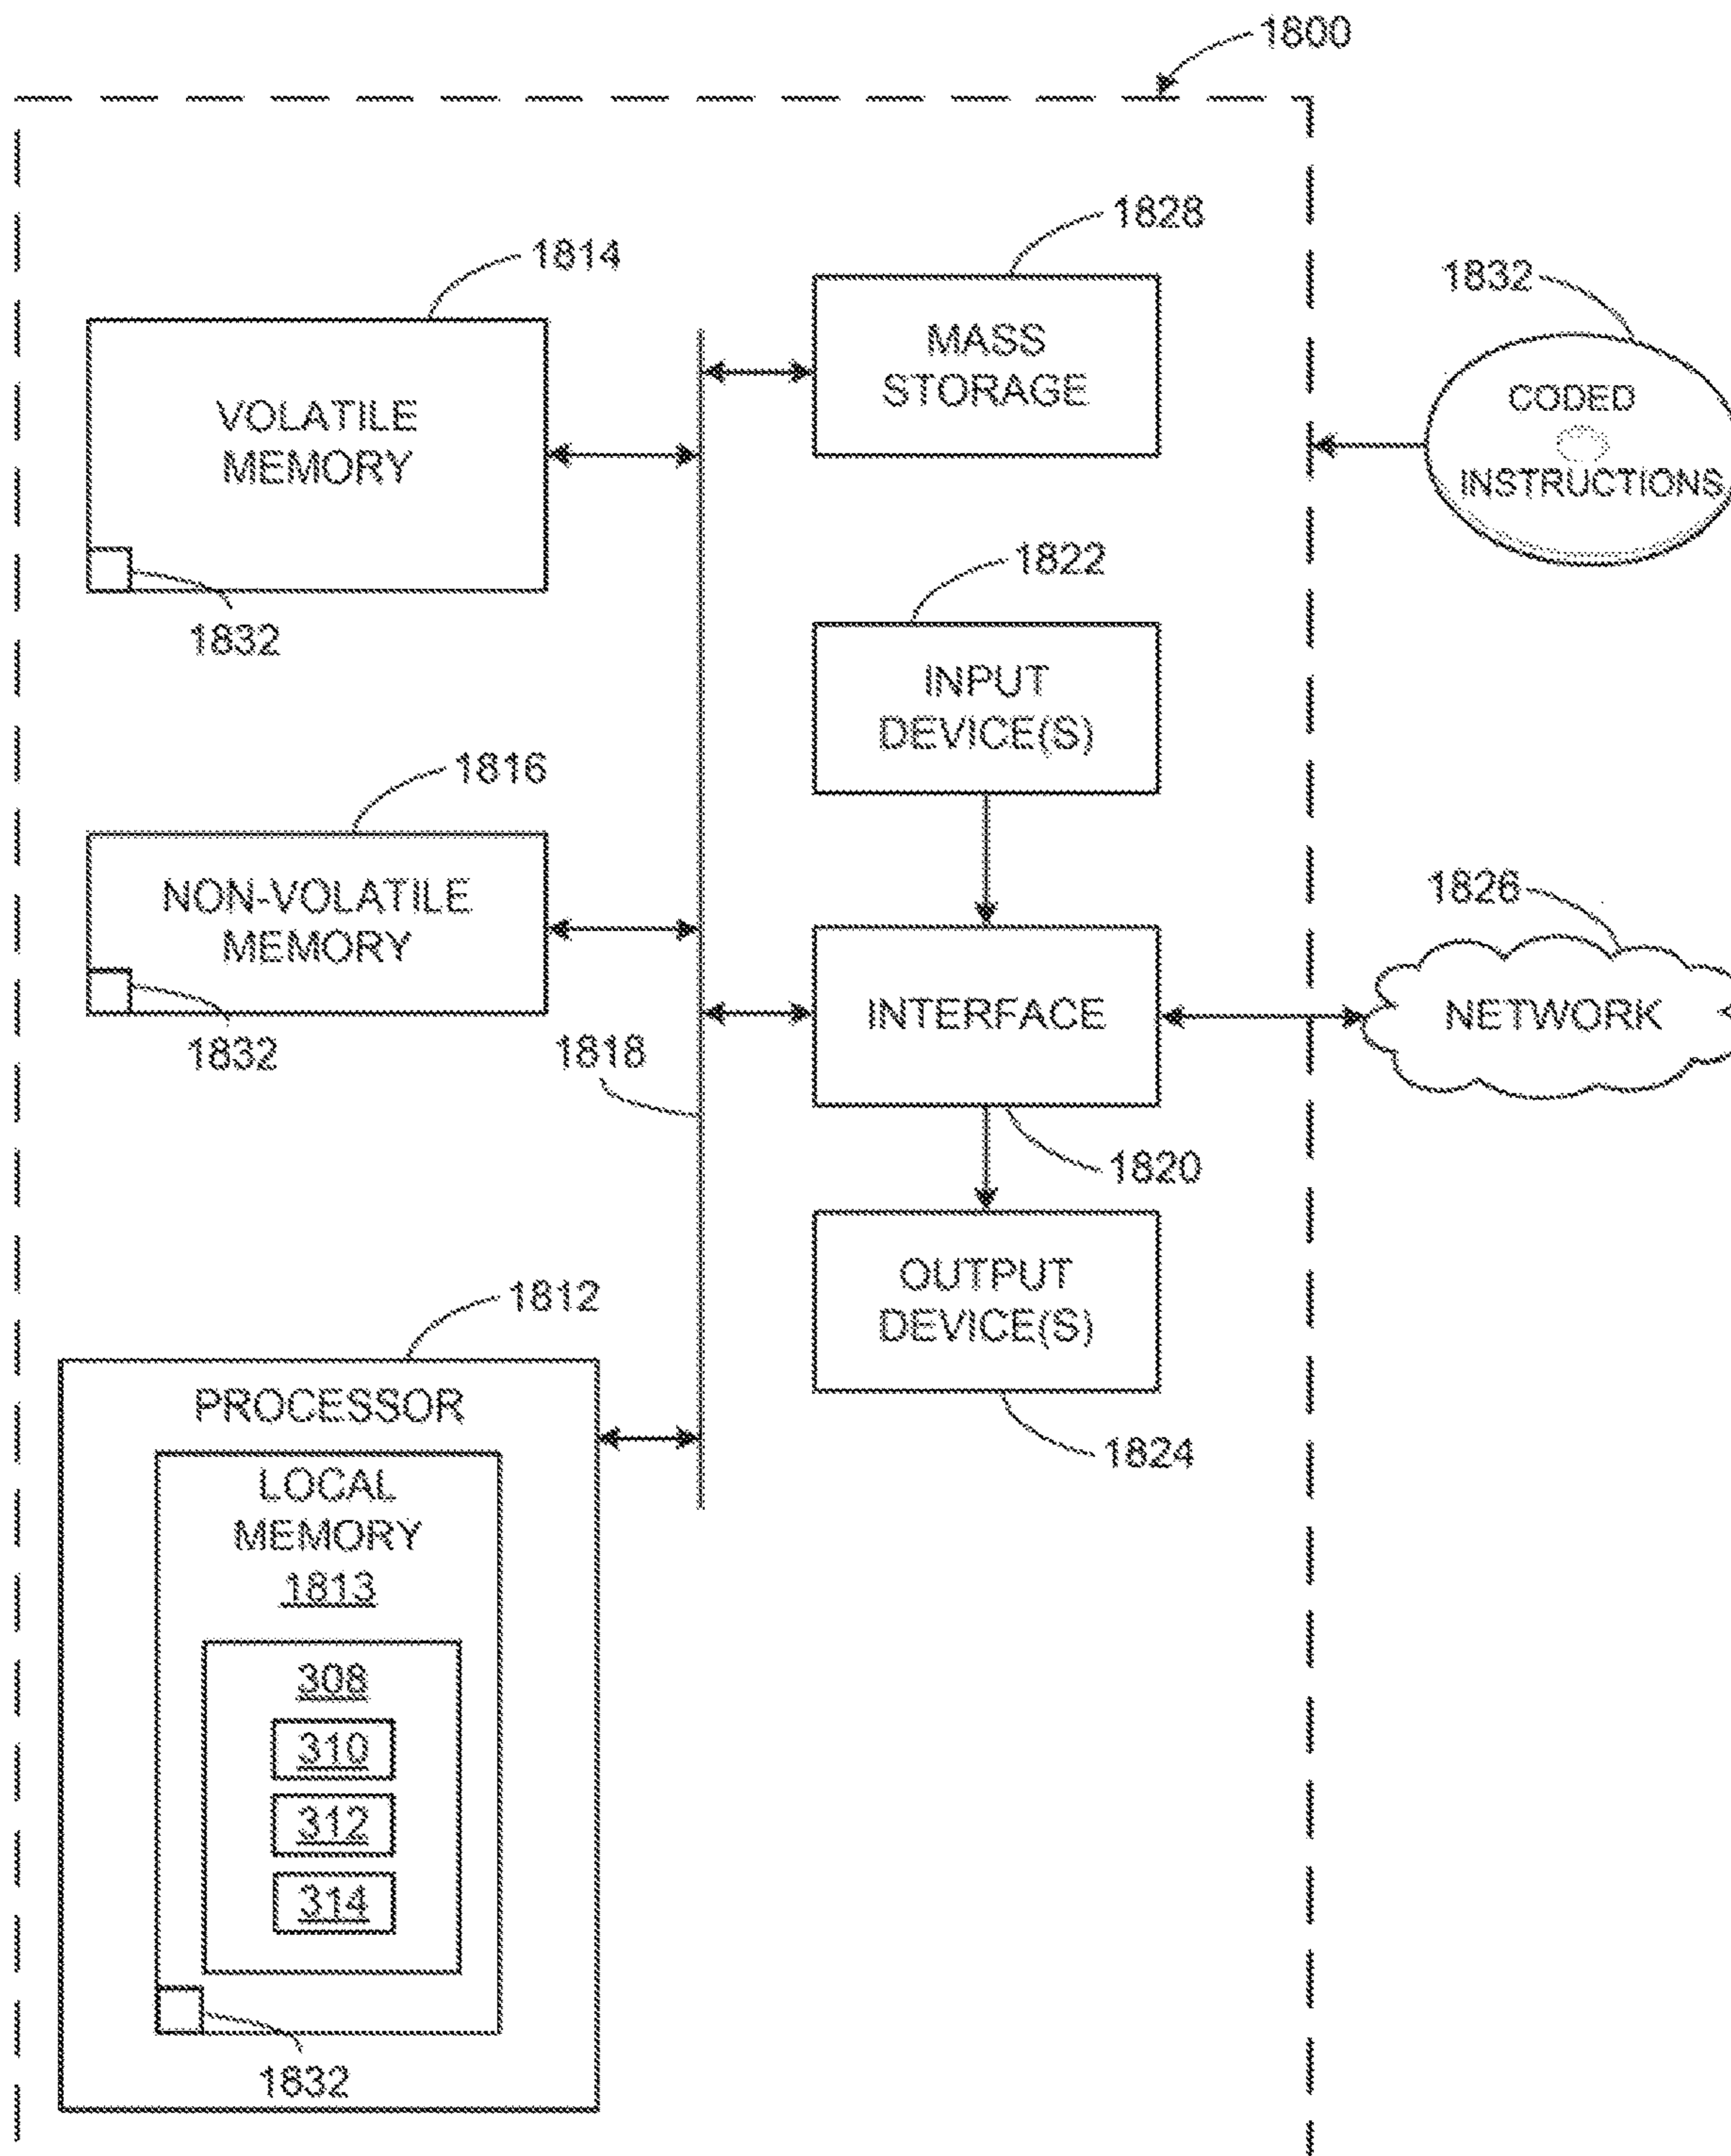 1800
1828
1814
1832
MASS
STORAGE
VOLATILE
MEMORY
CODED
INSTRUCTIONS
1822
1832
INPUT
DEVICE(S)
1816
1826
NON-VOLATILE
MEMORY
INTERFACE
NETWORK
1832
1818
1820
OUTPUT
DEVICE(S)
1812
PROCESSOR
1824
LOCAL
MEMORY
1813
308
310
312
314
1832